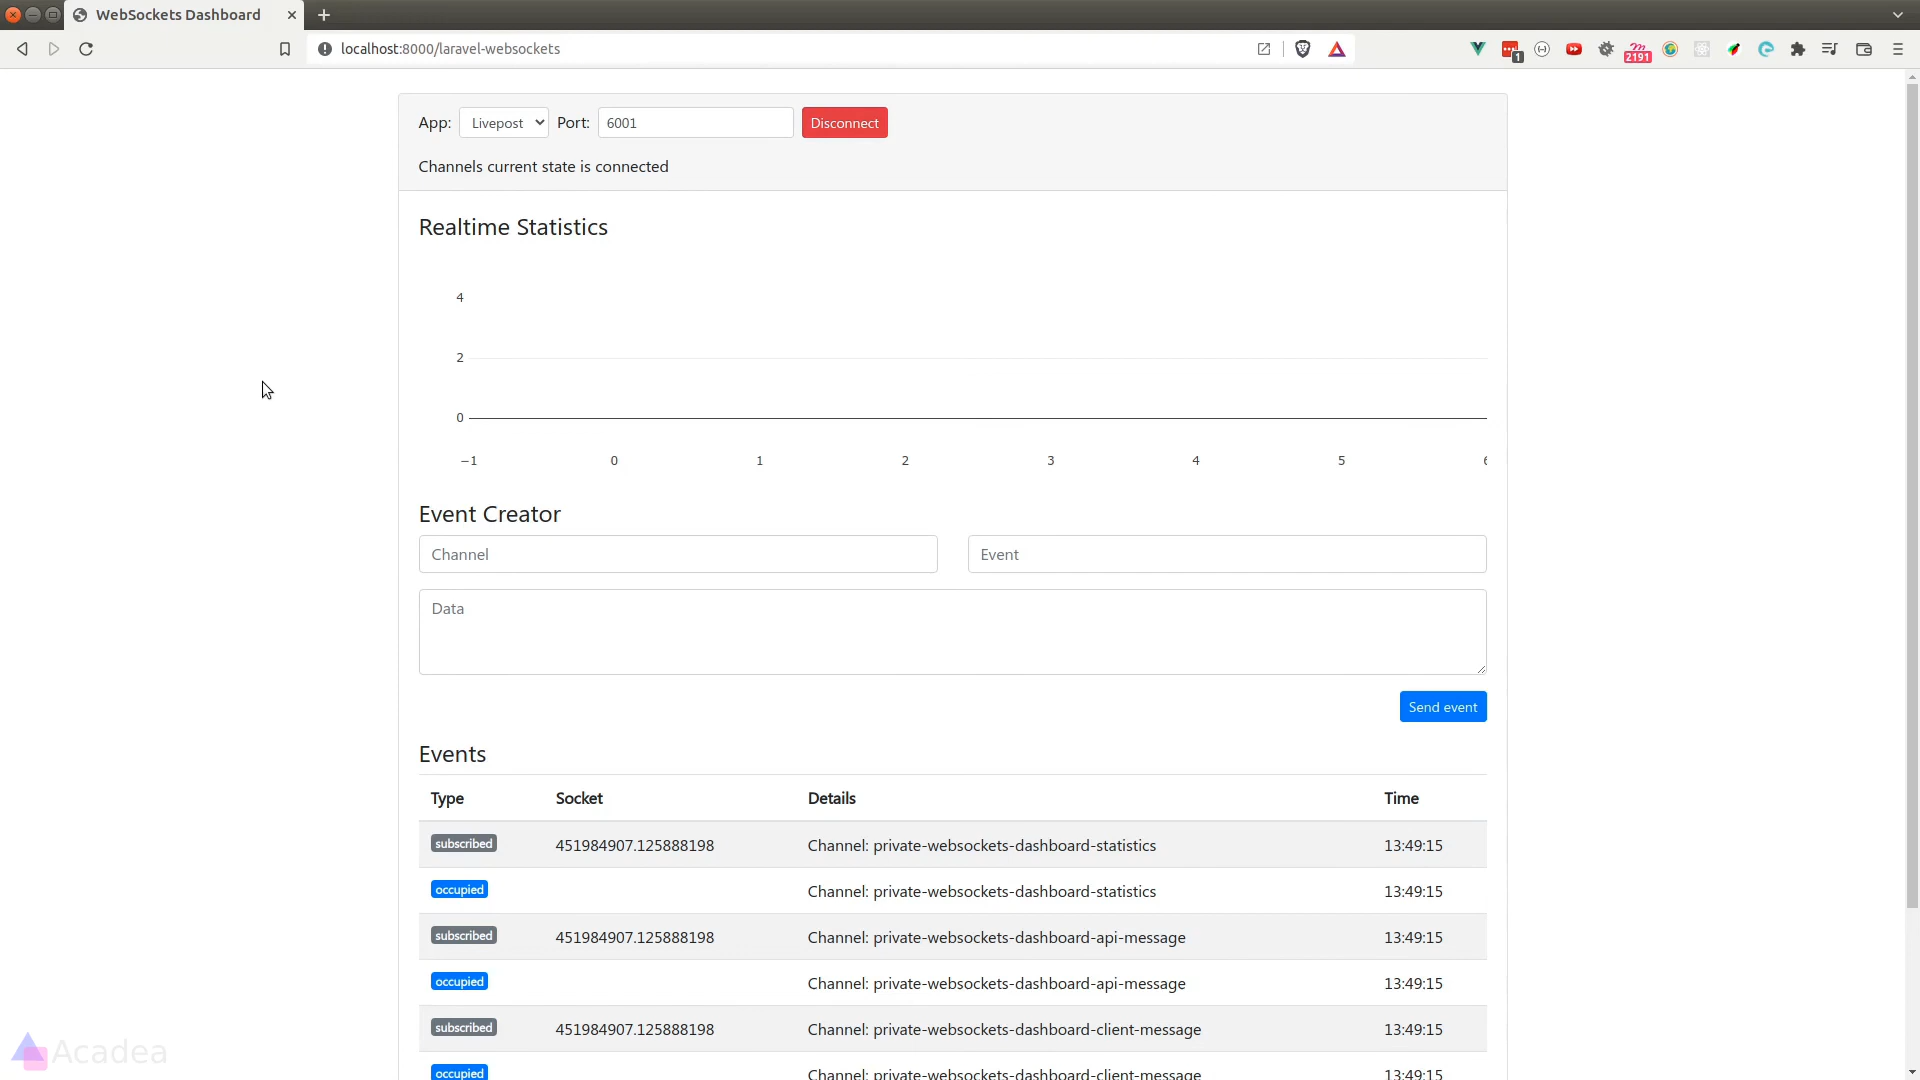 WebSockets Dashboard
localhost:8000/laravel-websockets
1
2191
App: Livepost Port: 6001 Disconnect
Channels current state is connected
Realtime Statistics
4
2
0
−1 0 1 2 3 4 5
Event Creator
Channel Event
Data
Send event
Events
Type Socket Details Time
subscribed 451984907.125888198 Channel: private-websockets-dashboard-statistics 13:49:15
occupied Channel: private-websockets-dashboard-statistics 13:49:15
subscribed 451984907.125888198 Channel: private-websockets-dashboard-api-message 13:49:15
occupied Channel: private-websockets-dashboard-api-message 13:49:15
subscribed 451984907.125888198 Channel: private-websockets-dashboard-client-message 13:49:15
occupied Channel: private-websockets-dashboard-client-message 13:49:15
Acadea